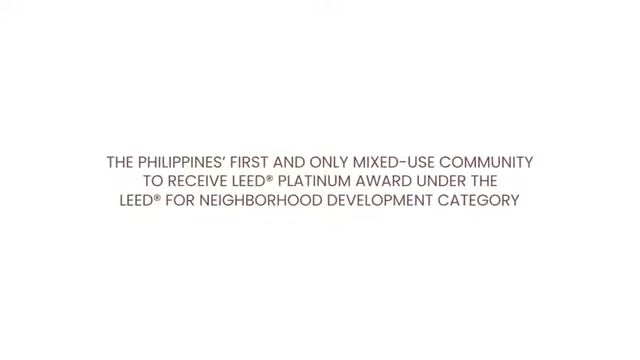 THE PHILIPPINES' FIRST AND ONLY MIXED-USE COMMUNITY
TO RECEIVE LEED® PLATINUM AWARD UNDER THE
LEED® FOR NEIGHBORHOOD DEVELOPMENT CATEGORY